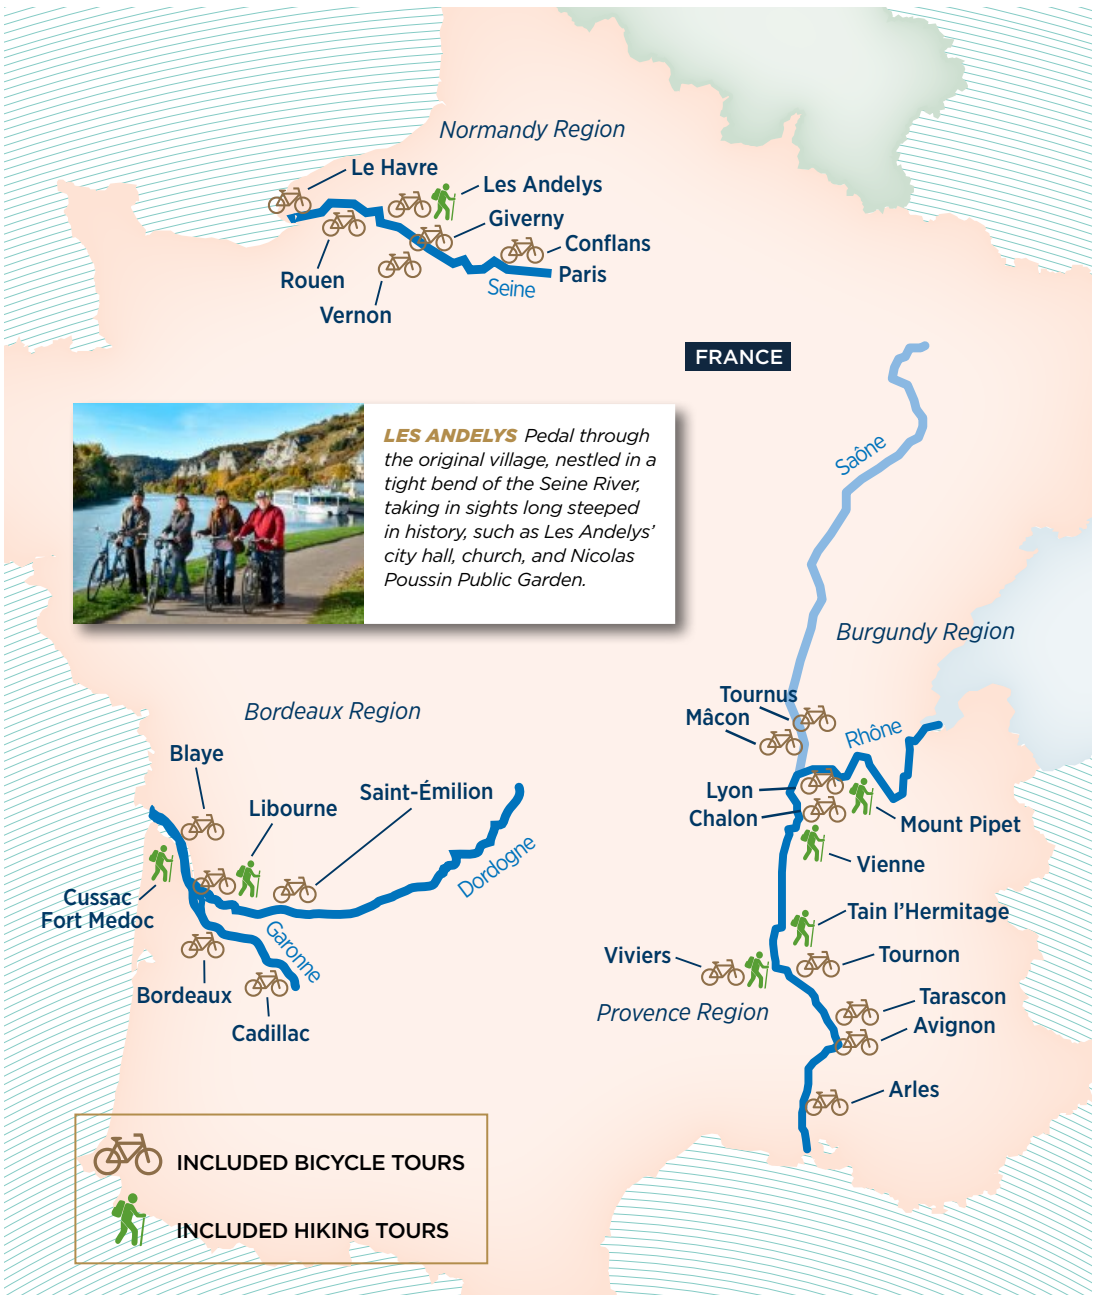 Normandy Region
Le Havre
Les Andelys
Giverny
Conflans
Rouen
Paris
Seine
Vernon
FRANCE
LES ANDELYS Pedal through
the original village, nestled in a
tight bend of the Seine River,
taking in sights long steeped
in history, such as Les Andelys’
city hall, church, and Nicolas
Poussin Public Garden.
Saône
Burgundy Region
Tournus
Mâcon
Rhône
Lyon
Chalon
Mount Pipet
Vienne
Bordeaux Region
Blaye
Saint-Émilion
Libourne
Dordogne
Cussac
Fort Medoc
Garonne
Bordeaux
Cadillac
Tain l’Hermitage
Viviers
Tournon
Provence Region
Tarascon
Avignon
Arles
INCLUDED BICYCLE TOURS
INCLUDED HIKING TOURS